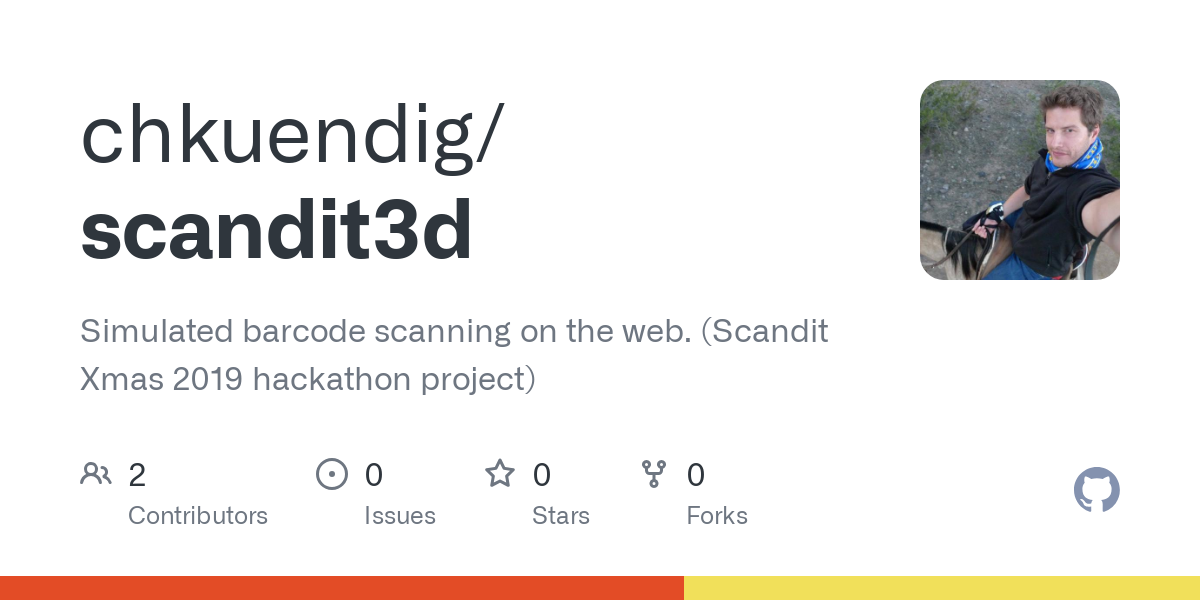 chkuendig/
scandit3d
Simulated barcode scanning on the web. (Scandit
Xmas 2019 hackathon project)
2 0 0 0
Contributors Issues Stars Forks